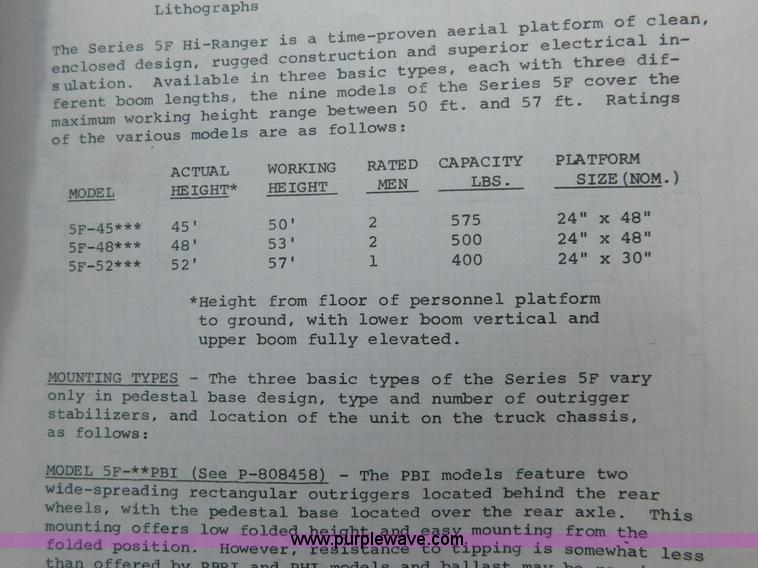 Lithographs
The Series 5F Hi-Ranger is a time-proven aerial platform of clean,
enclosed design, rugged construction and superior electrical in-
sulation. Available in three basic types, each with three dif-
ferent boom lengths, the nine models of the Series 5F cover the
maximum working height range between 50 ft. and 57 ft. Ratings
of the various models are as follows:
ACTUAL WORKING RATED CAPACITY PLATFORM
MODEL HEIGHT* HEIGHT MEN LBS. SIZE(NOM.)
5F-45*** 45' 50' 2 575 24" x 48"
5F-48*** 48' 53' 2 500 24" x 48"
5F-52*** 52' 57' 1 400 24" x 30"
*Height from floor of personnel platform
to ground, with lower boom vertical and
upper boom fully elevated.
MOUNTING TYPES - The three basic types of the Series 5F vary
only in pedestal base design, type and number of outrigger
stabilizers, and location of the unit on the truck chassis,
as follows:
MODEL 5F-**PBI (See P-808458) - The PBI models feature two
wide-spreading rectangular outriggers located behind the rear
wheels, with the pedestal base located over the rear axle. This
mounting offers low folded height and easy mounting from the
folded position. However, resistance to tipping is somewhat less
www.purplewave.com
than offered by and models and ballast may be